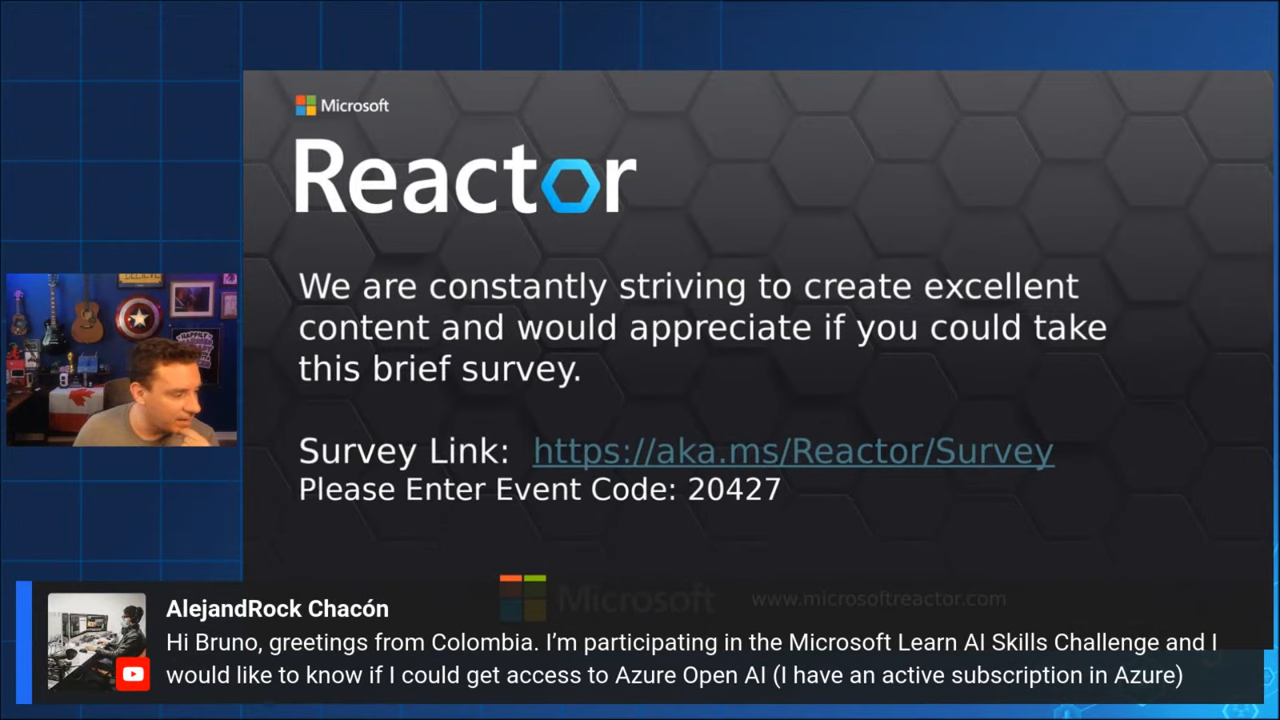 Microsoft
Reactor
We are constantly striving to create excellent
content and would appreciate if you could take
this brief survey.
Survey Link: https://aka.ms/Reactor/Survey
Please Enter Event Code: 20427
Microsoft
www.microsoftreactor.com
AlejandRock Chacón
Hi Bruno, greetings from Colombia. I’m participating in the Microsoft Learn AI Skills Challenge and I
would like to know if I could get access to Azure Open AI (I have an active subscription in Azure)